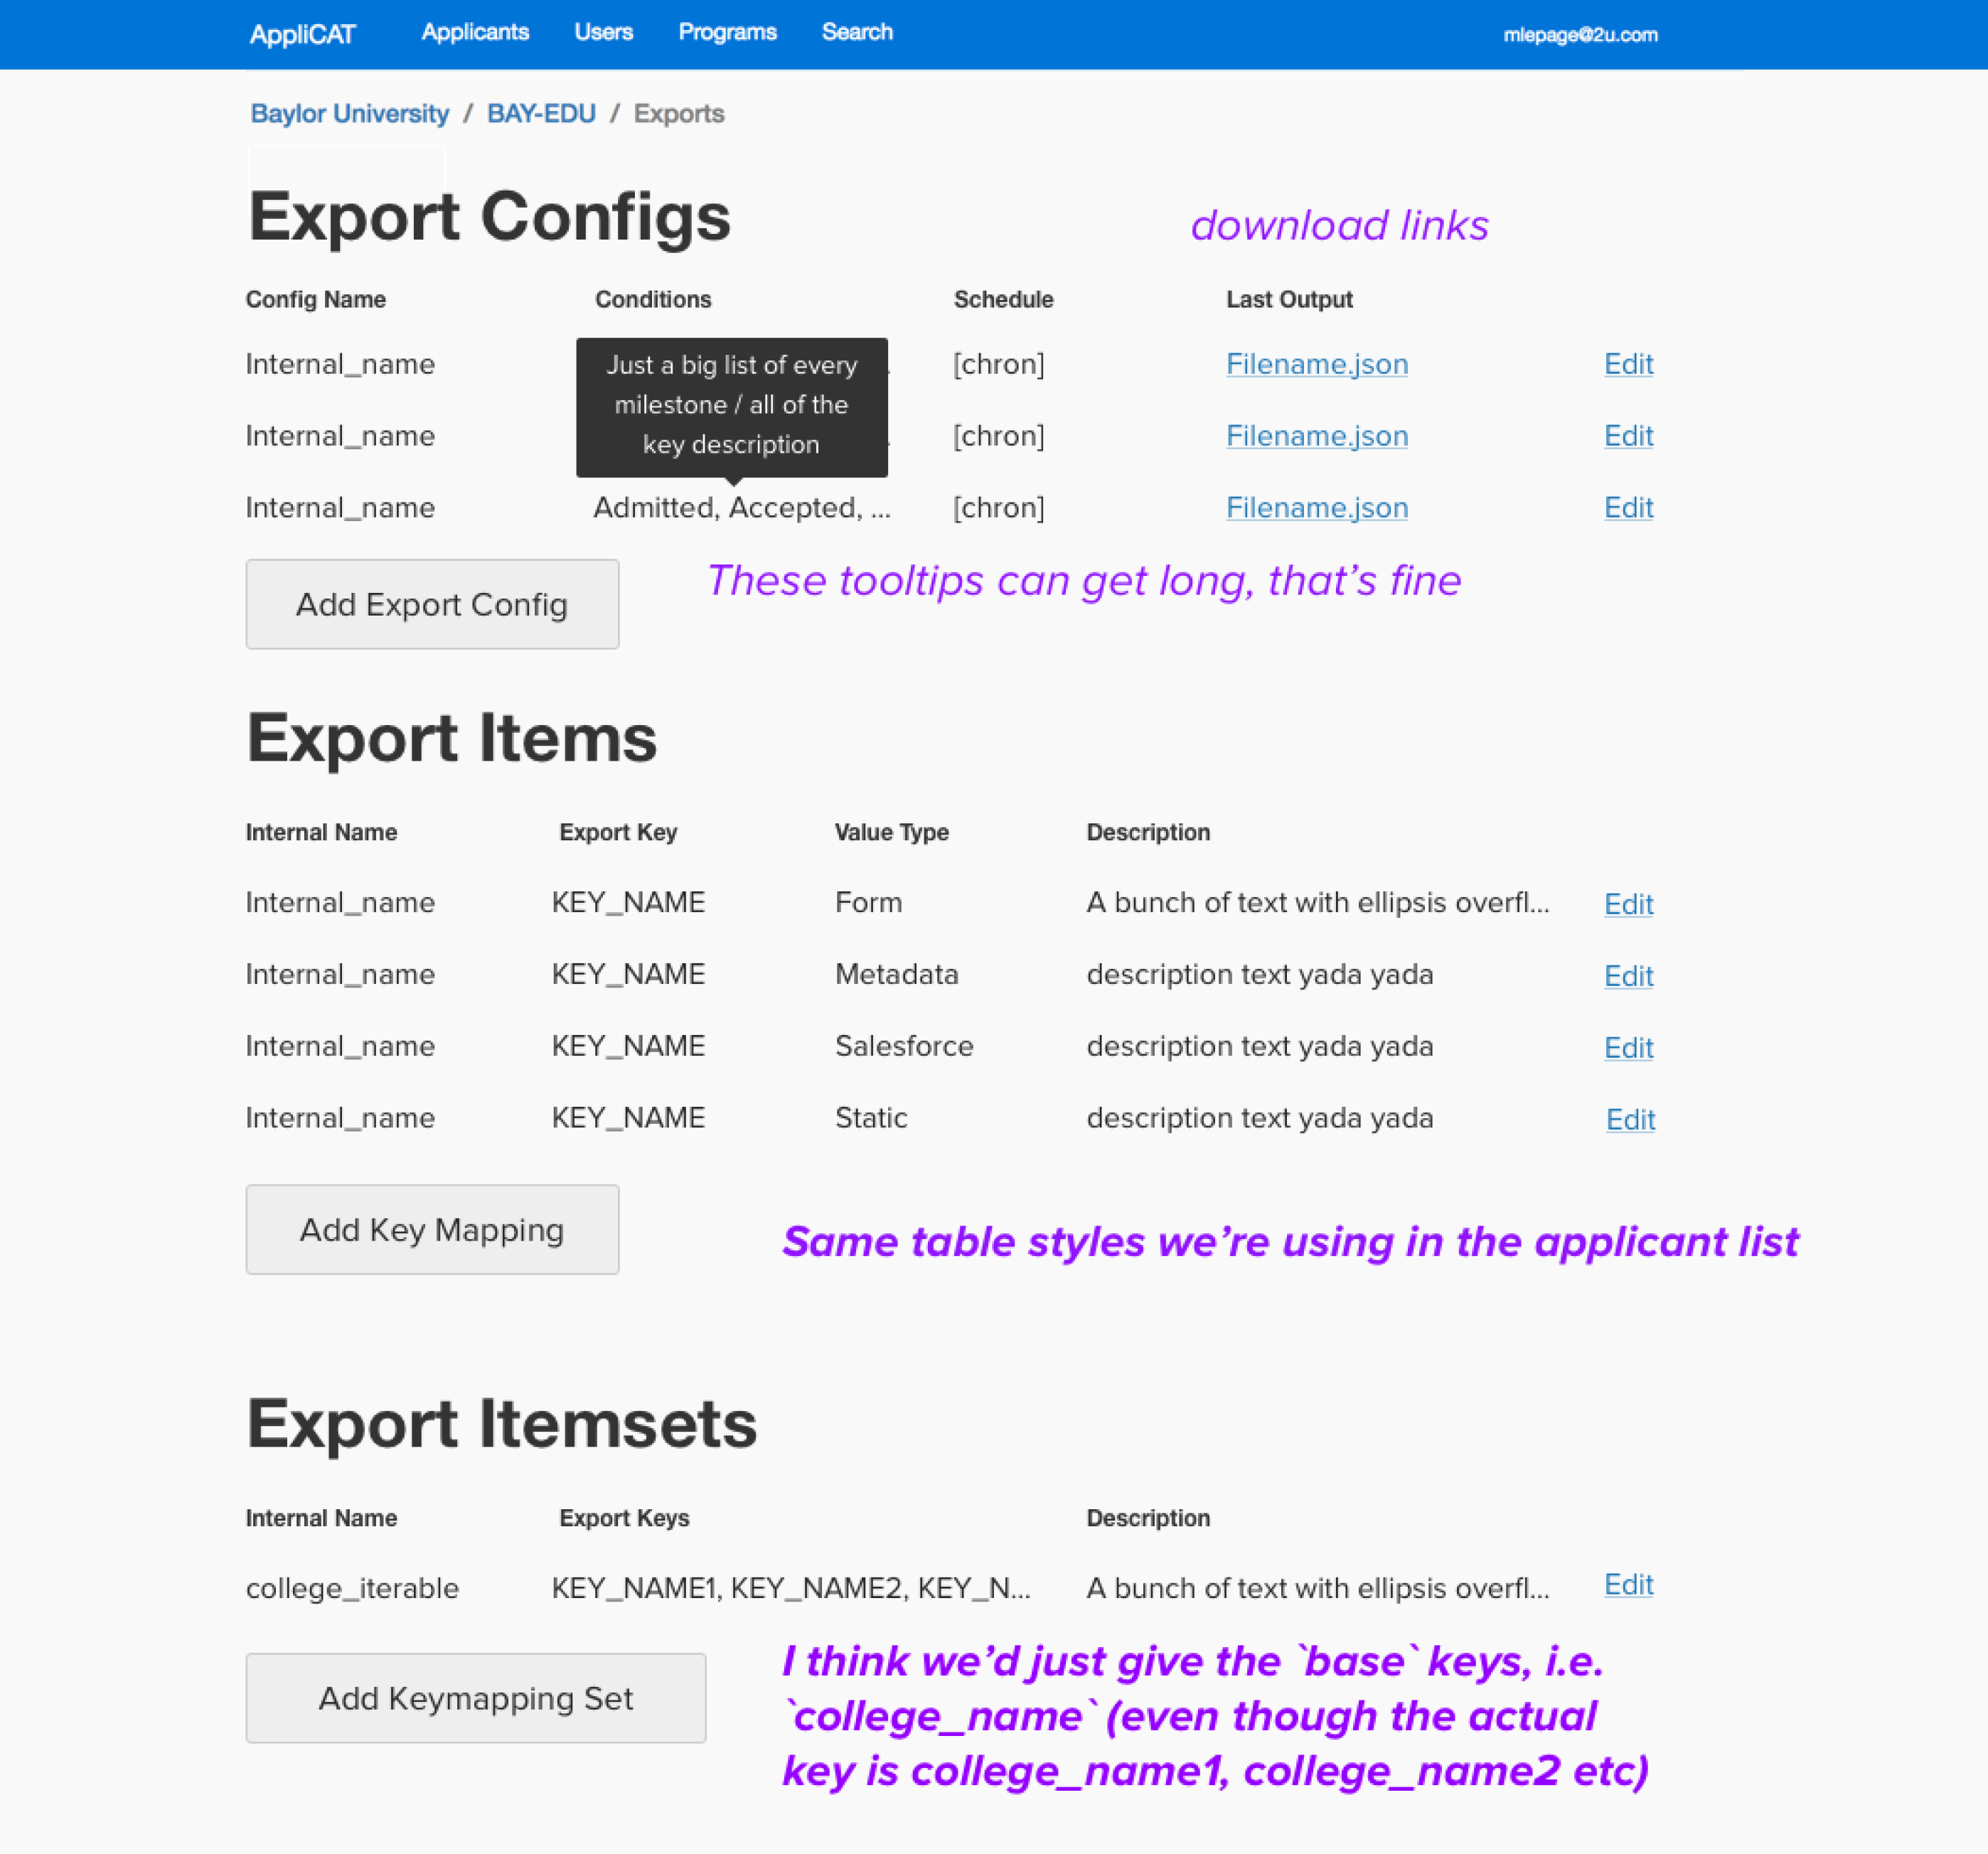 AppliCAT Applicants Users Programs Search mlepage@2u.com
Baylor University / BAY-EDU / Exports
Export Configs
download links
Config Name Conditions Schedule Last Output
Internal_name [chron] Filename.json Edit
Just a big list of every
milestone / all of the
key description
Internal_name [chron] Filename.json Edit
Internal_name Admitted, Accepted, ... [chron] Filename.json Edit
Add Export Config
These tooltips can get long, that's fine
Export Items
Internal Name Export Key Value Type Description
Internal_name KEY_NAME Form A bunch of text with ellipsis overfl... Edit
Internal_name KEY_NAME Metadata description text yada yada Edit
Internal_name KEY_NAME Salesforce description text yada yada Edit
Internal_name KEY_NAME Static description text yada yada Edit
Add Key Mapping
Same table styles we're using in the applicant list
Export Itemsets
Internal Name Export Keys Description
college_iterable KEY_NAME1, KEY_NAME2, KEY_N... A bunch of text with ellipsis overfl... Edit
Add Keymapping Set
I think we'd just give the `base` keys, i.e.
`college_name` (even though the actual
key is college_name1, college_name2 etc)